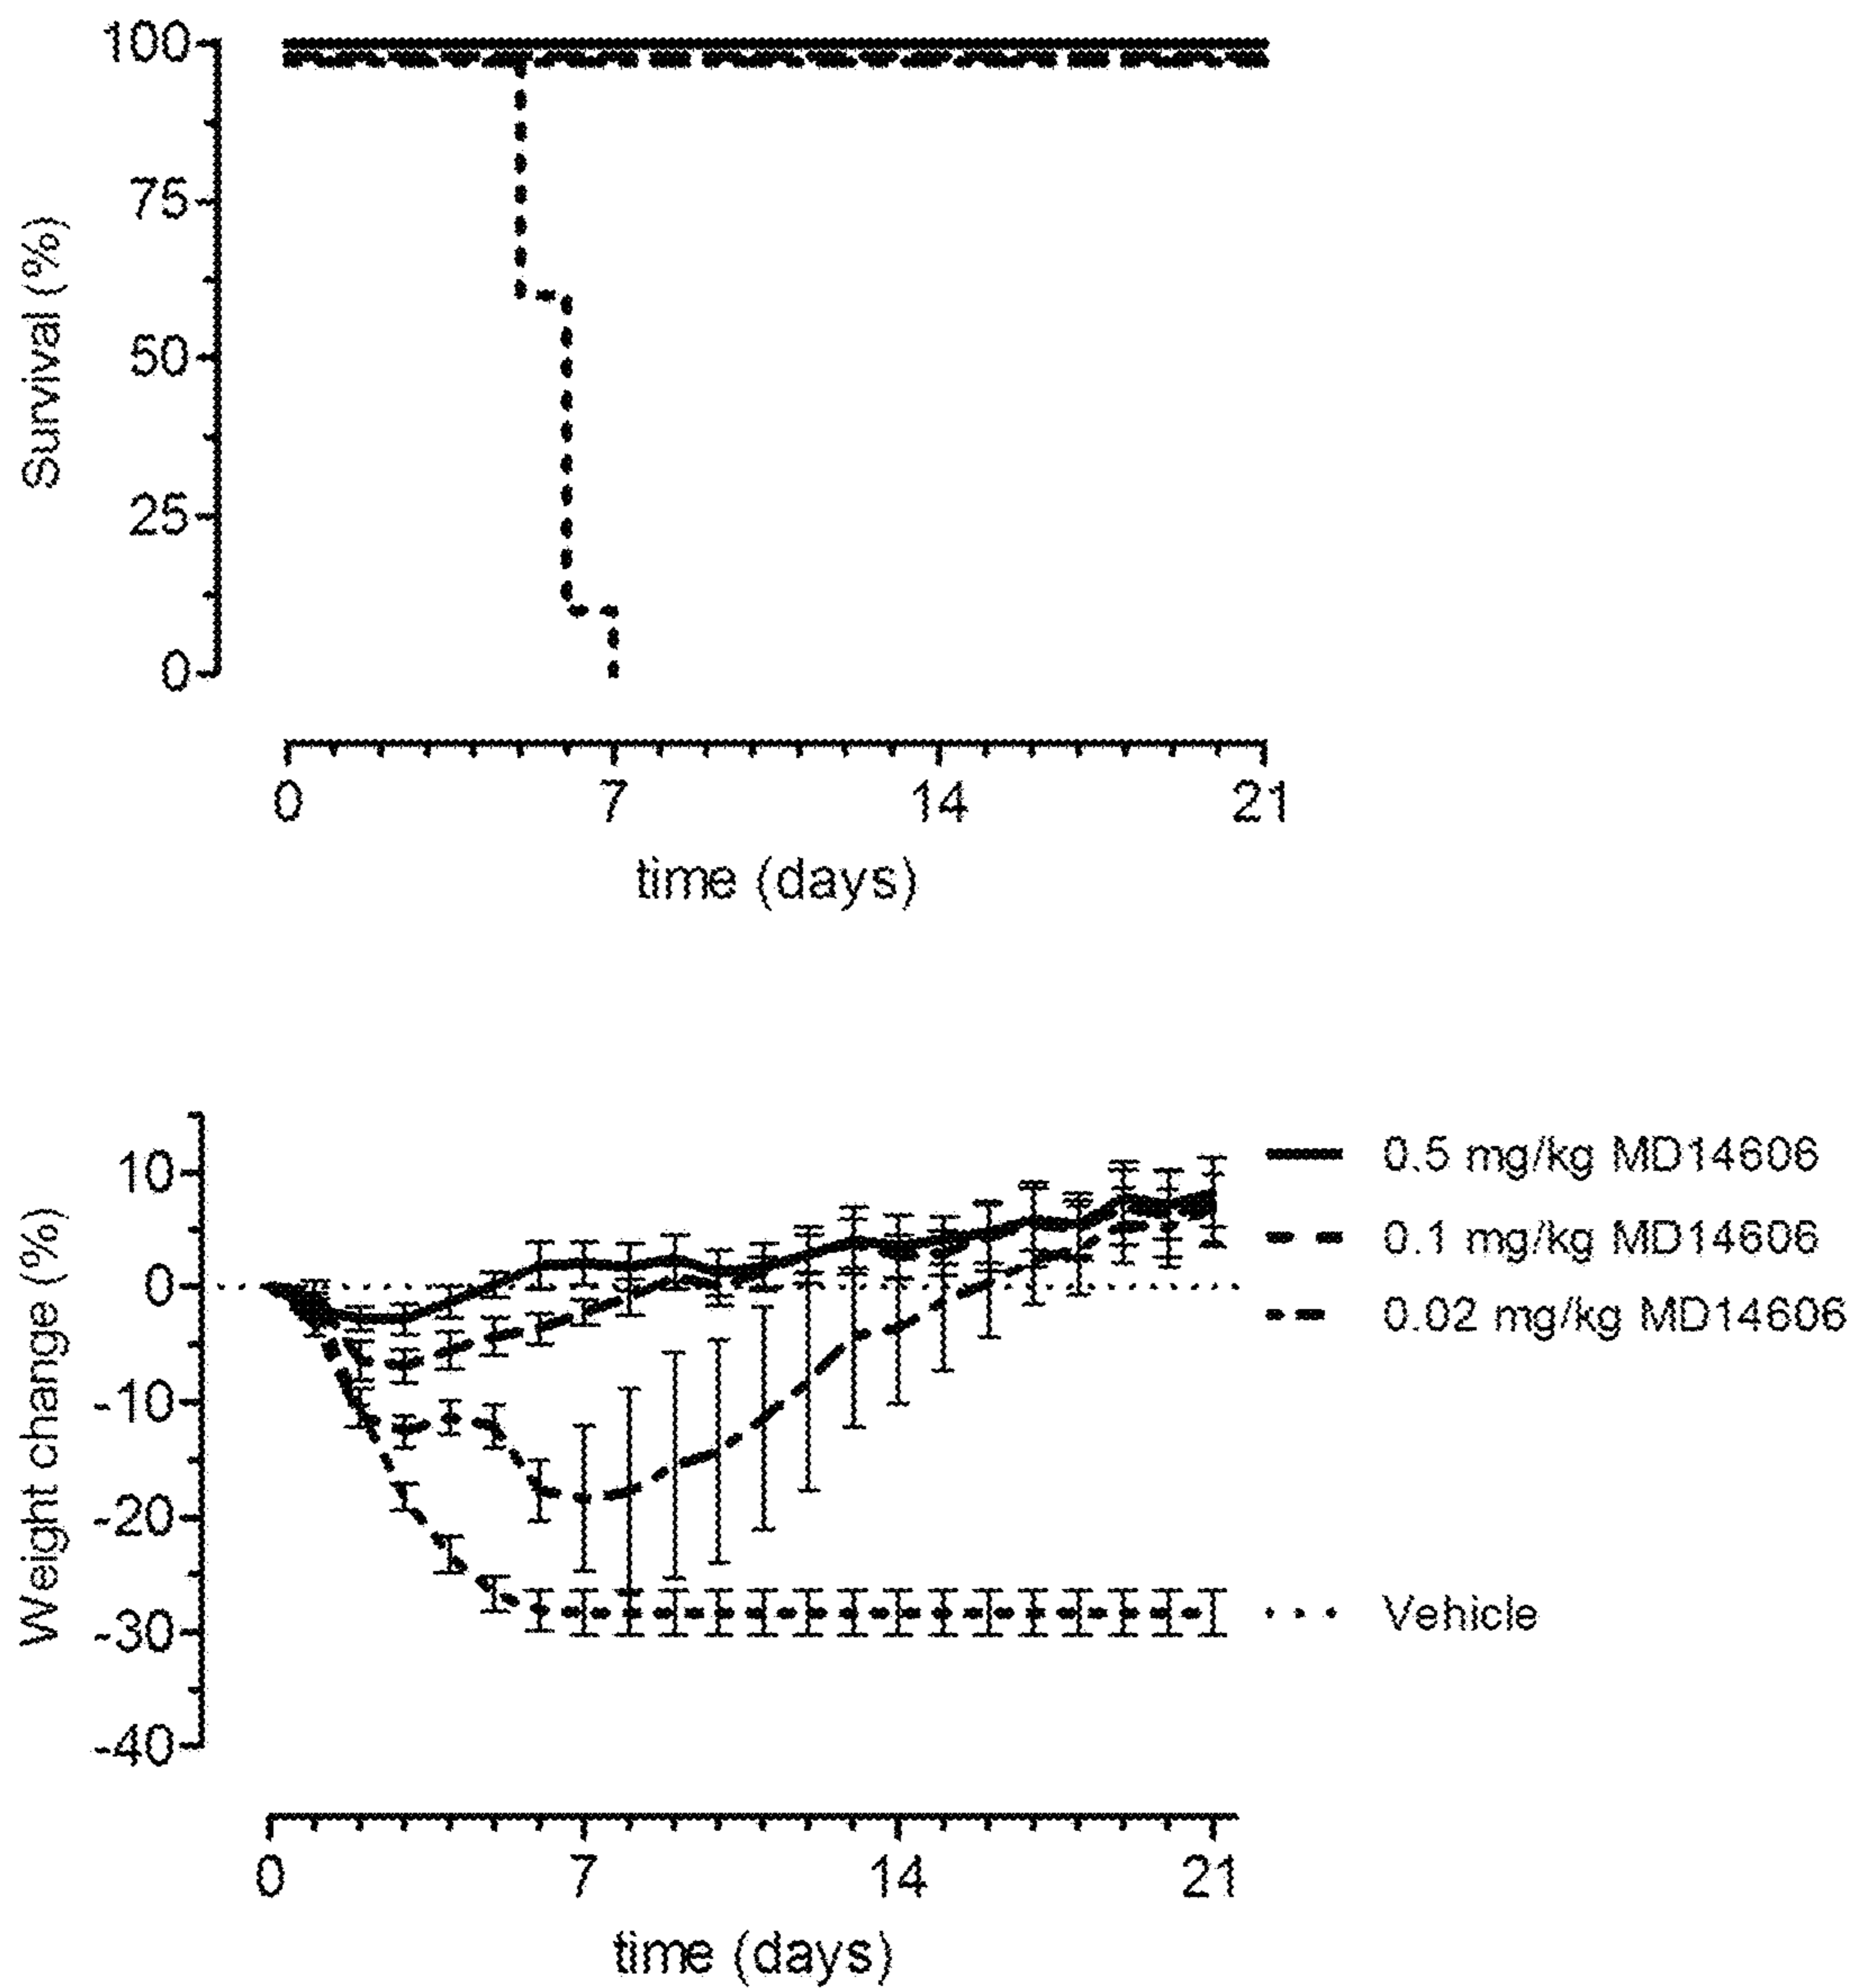 100
75
50
25
0
Survival (%)
0 7 14 21
time (days)
10
0
-10
-20
-30
-40
Weight change (%)
0.5 mg/kg MD14606
0.1 mg/kg MD14606
0.02 mg/kg MD14606
Vehicle
0 7 14 21
time (days)